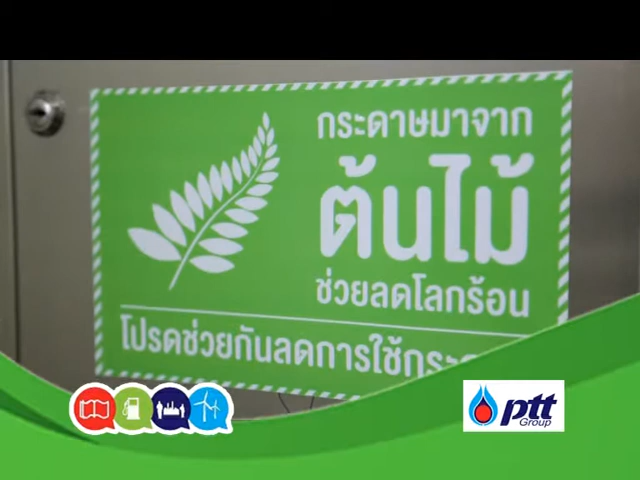 กระดาษมาจาก
ต้นไม้
ช่วยลดโลกร้อน
โปรดช่วยกันลดการใช้
ptt
Group